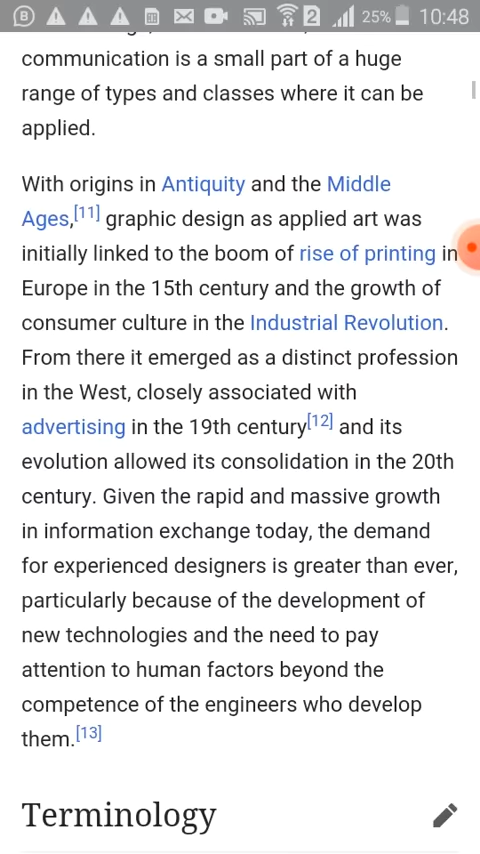 2 25% 10:48
communication is a small part of a huge
range of types and classes where it can be
applied.
With origins in Antiquity and the Middle
Ages,[11] graphic design as applied art was
initially linked to the boom of rise of printing in
Europe in the 15th century and the growth of
consumer culture in the Industrial Revolution.
From there it emerged as a distinct profession
in the West, closely associated with
advertising in the 19th century[12] and its
evolution allowed its consolidation in the 20th
century. Given the rapid and massive growth
in information exchange today, the demand
for experienced designers is greater than ever,
particularly because of the development of
new technologies and the need to pay
attention to human factors beyond the
competence of the engineers who develop
them.[13]
Terminology